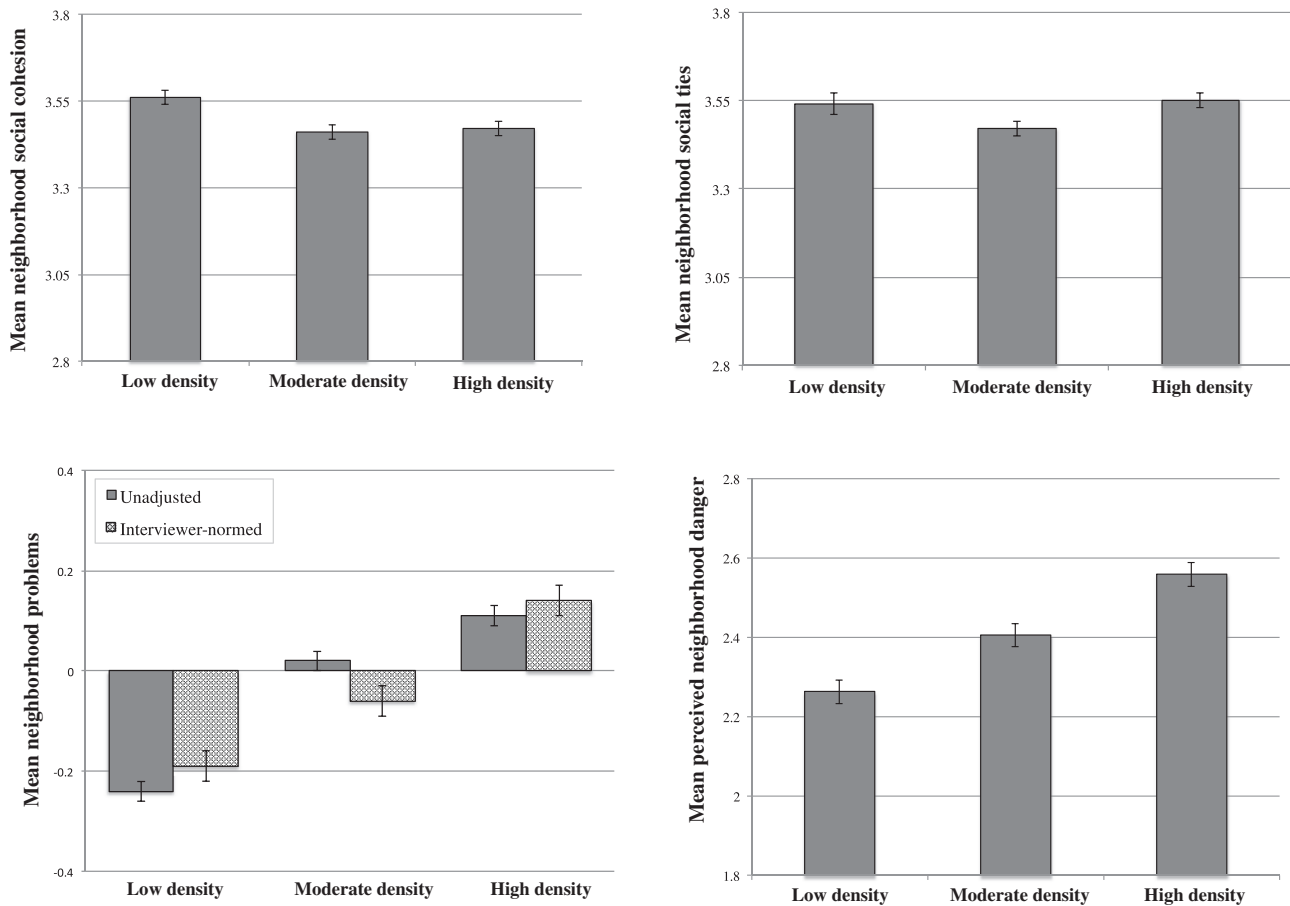 Mean neighborhood social cohesion
3.8
3.55
3.3
3.05
2.8
Low density
Moderate density
High density
Mean neighborhood social ties
3.8
3.55
3.3
3.05
2.8
Low density
Moderate density
High density
Mean neighborhood problems
0.4
0.2
0
-0.2
-0.4
Unadjusted
Interviewer-normed
Low density
Moderate density
High density
Mean perceived neighborhood danger
2.8
2.6
2.4
2.2
2
1.8
Low density
Moderate density
High density